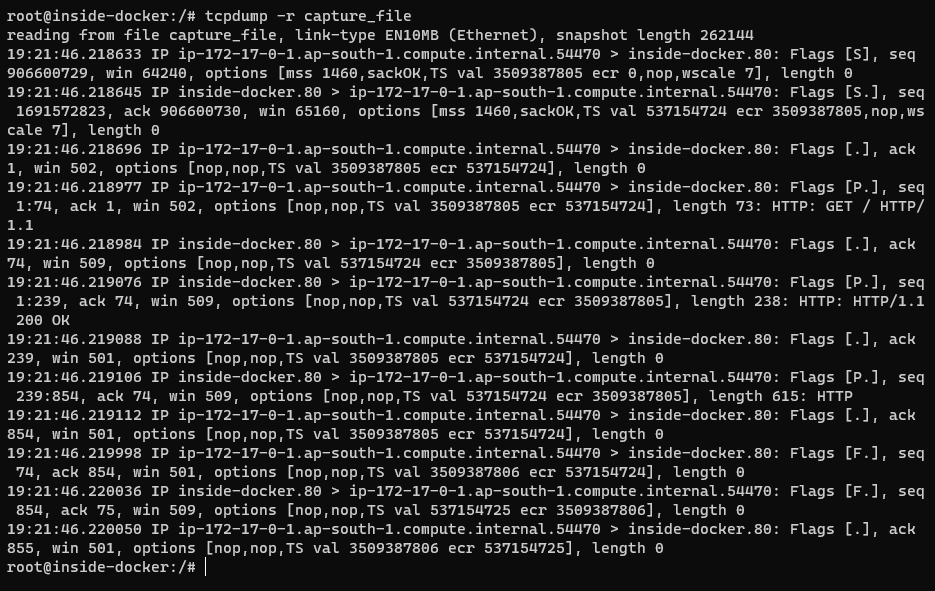 root@inside-docker:/# tcpdump -r capture_file
reading from file capture_file, link-type EN10MB (Ethernet), snapshot length 262144
19:21:46.218633 IP ip-172-17-0-1.ap-south-1.compute.internal.54470 > inside-docker.80: Flags [S], seq
906600729, win 64240, options [mss 1460,sackOK,TS val 3509387805 ecr 0,nop,wscale 7], length 0
19:21:46.218645 IP inside-docker.80 > ip-172-17-0-1.ap-south-1.compute.internal.54470: Flags [S.], seq
 1691572823, ack 906600730, win 65160, options [mss 1460,sackOK,TS val 537154724 ecr 3509387805,nop,ws
cale 7], length 0
19:21:46.218696 IP ip-172-17-0-1.ap-south-1.compute.internal.54470 > inside-docker.80: Flags [.], ack
1, win 502, options [nop,nop,TS val 3509387805 ecr 537154724], length 0
19:21:46.218977 IP ip-172-17-0-1.ap-south-1.compute.internal.54470 > inside-docker.80: Flags [P.], seq
 1:74, ack 1, win 502, options [nop,nop,TS val 3509387805 ecr 537154724], length 73: HTTP: GET / HTTP/
1.1
19:21:46.218984 IP inside-docker.80 > ip-172-17-0-1.ap-south-1.compute.internal.54470: Flags [.], ack
74, win 509, options [nop,nop,TS val 537154724 ecr 3509387805], length 0
19:21:46.219076 IP inside-docker.80 > ip-172-17-0-1.ap-south-1.compute.internal.54470: Flags [P.], seq
 1:239, ack 74, win 509, options [nop,nop,TS val 537154724 ecr 3509387805], length 238: HTTP: HTTP/1.1
 200 OK
19:21:46.219088 IP ip-172-17-0-1.ap-south-1.compute.internal.54470 > inside-docker.80: Flags [.], ack
239, win 501, options [nop,nop,TS val 3509387805 ecr 537154724], length 0
19:21:46.219106 IP inside-docker.80 > ip-172-17-0-1.ap-south-1.compute.internal.54470: Flags [P.], seq
 239:854, ack 74, win 509, options [nop,nop,TS val 537154724 ecr 3509387805], length 615: HTTP
19:21:46.219112 IP ip-172-17-0-1.ap-south-1.compute.internal.54470 > inside-docker.80: Flags [.], ack
854, win 501, options [nop,nop,TS val 3509387805 ecr 537154724], length 0
19:21:46.219998 IP ip-172-17-0-1.ap-south-1.compute.internal.54470 > inside-docker.80: Flags [F.], seq
 74, ack 854, win 501, options [nop,nop,TS val 3509387806 ecr 537154724], length 0
19:21:46.220036 IP inside-docker.80 > ip-172-17-0-1.ap-south-1.compute.internal.54470: Flags [F.], seq
 854, ack 75, win 509, options [nop,nop,TS val 537154725 ecr 3509387806], length 0
19:21:46.220050 IP ip-172-17-0-1.ap-south-1.compute.internal.54470 > inside-docker.80: Flags [.], ack
855, win 501, options [nop,nop,TS val 3509387806 ecr 537154725], length 0
root@inside-docker:/#